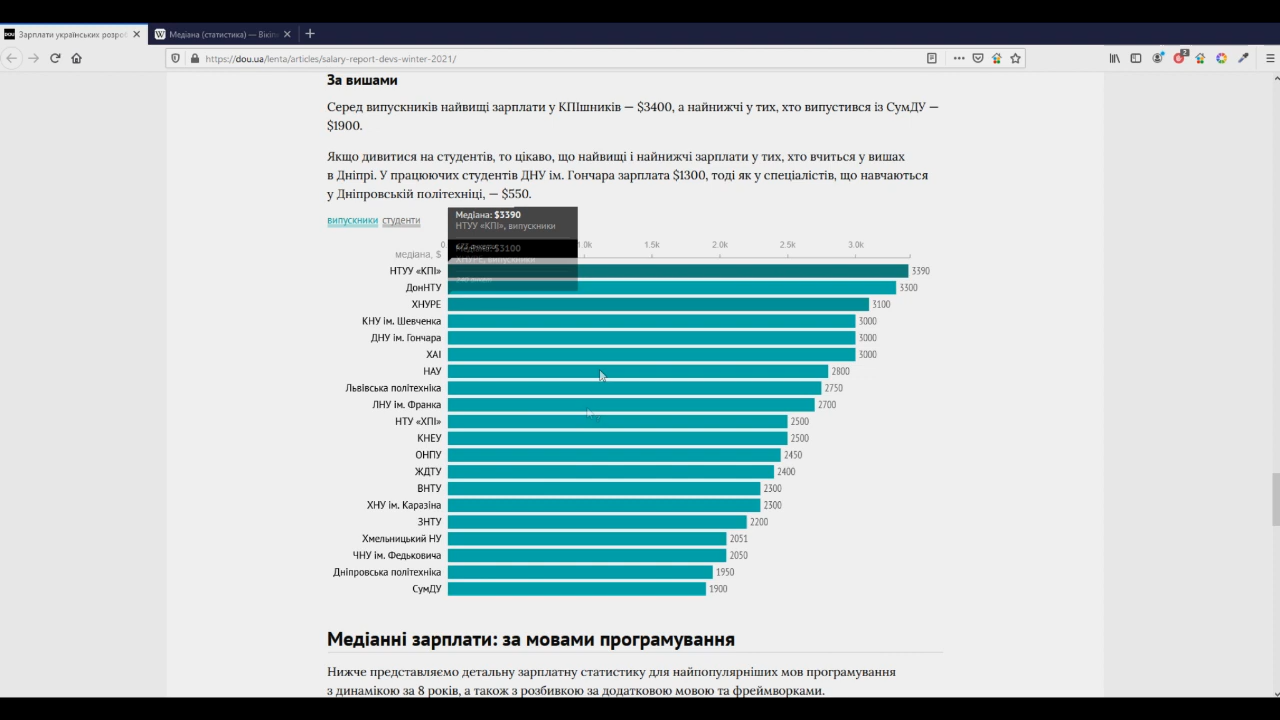 Зарплати українських розроб
Медіана (статистика) — Вікіп
https://dou.ua/lenta/articles/salary-report-devs-winter-2021/
2
За вишами
Серед випускників найвищі зарплати у КПІшників — $3400, а найнижчі у тих, хто випустився із СумДУ —
$1900.
Якщо дивитися на студентів, то цікаво, що найвищі і найнижчі зарплати у тих, хто вчиться у вишах
в Дніпрі. У працюючих студентів ДНУ ім. Гончара зарплата $1300, тоді як у спеціалістів, що навчаються
у Дніпровській політехніці, — $550.
випускники студенти
Медіана: $3390
НТУУ «КПІ», випускники
Медіана: $3100
ХНУРЕ, випускники
медіана, $
1.0k 1.5k 2.0k 2.5k 3.0k
НТУУ «КПІ» 3390
ДонНТУ 3300
ХНУРЕ 3100
КНУ ім. Шевченка 3000
ДНУ ім. Гончара 3000
ХАІ 3000
НАУ 2800
Львівська політехніка 2750
ЛНУ ім. Франка 2700
НТУ «ХПІ» 2500
КНЕУ 2500
ОНПУ 2450
ЖДТУ 2400
ВНТУ 2300
ХНУ ім. Каразіна 2300
ЗНТУ 2200
Хмельницький НУ 2051
ЧНУ ім. Федьковича 2050
Дніпровська політехніка 1950
СумДУ 1900
Медіанні зарплати: за мовами програмування
Нижче представляємо детальну зарплатну статистику для найпопулярніших мов програмування
з динамікою за 8 років, а також з розбивкою за додатковою мовою та фреймворками.